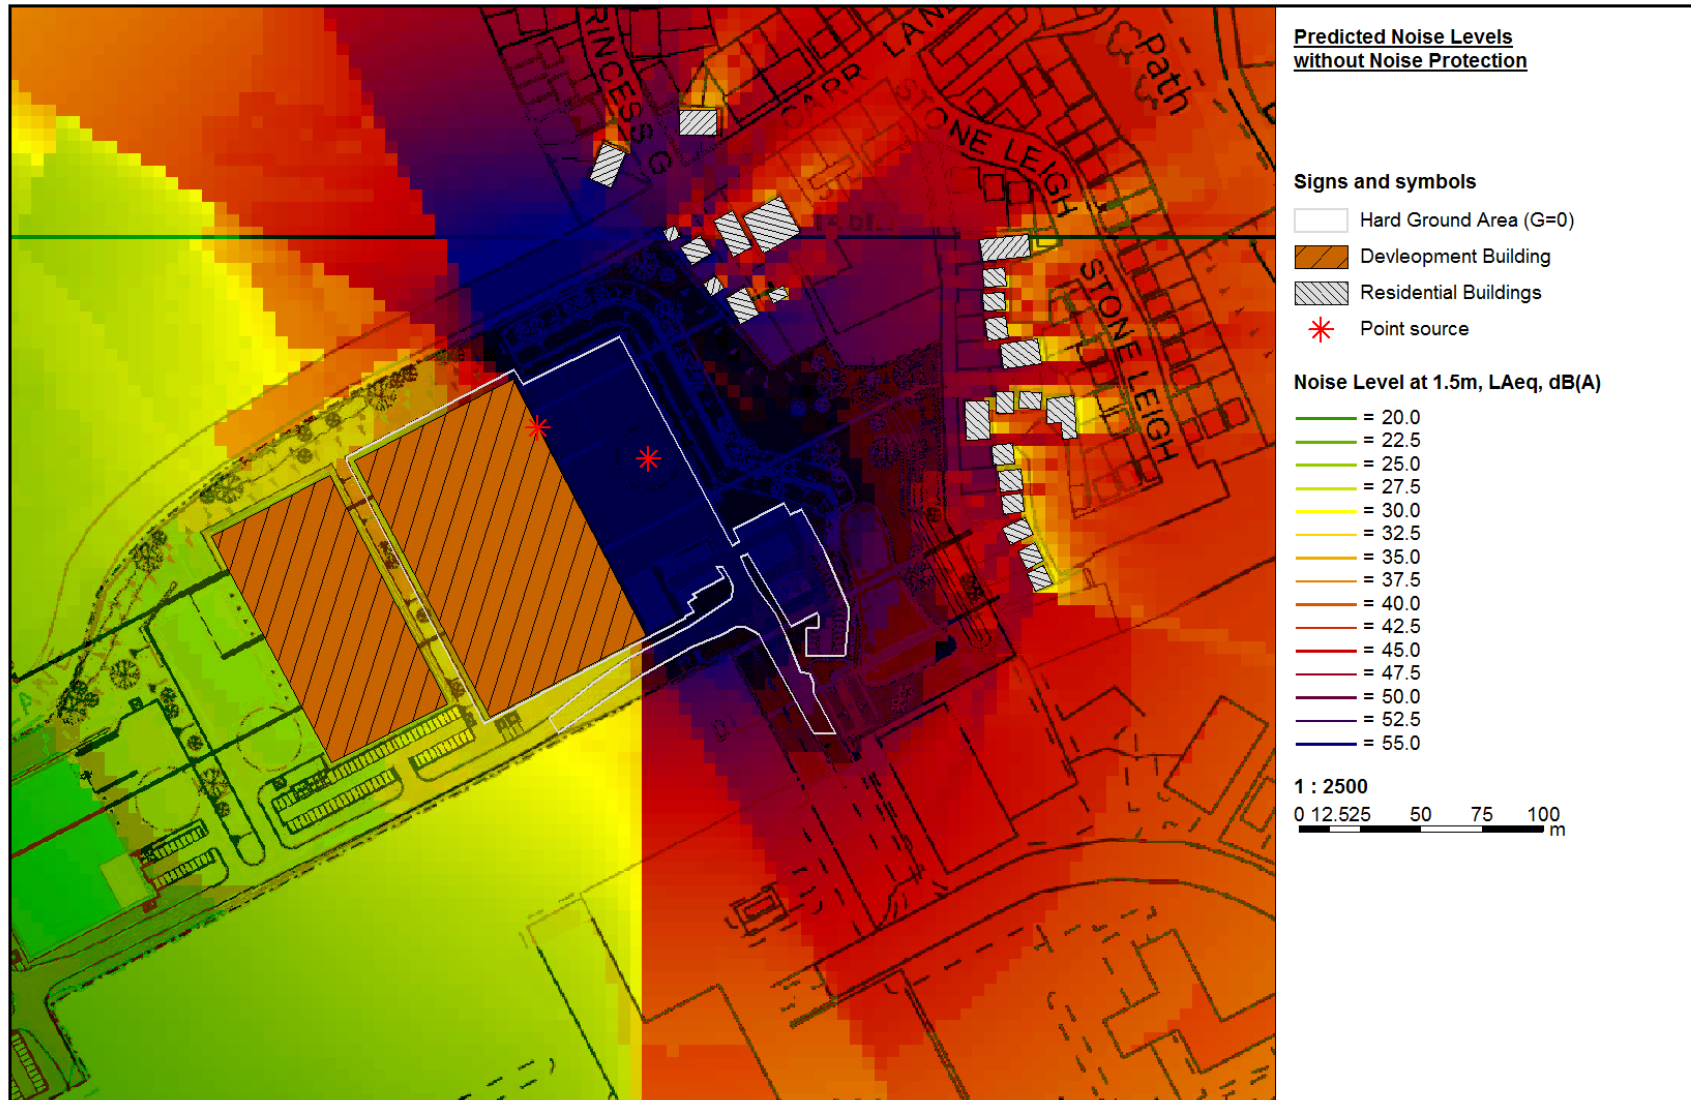 Predicted Noise Levels
without Noise Protection
Signs and symbols
Hard Ground Area (G=0)
Devleopment Building
Residential Buildings
Point source
Noise Level at 1.5m, LAeq, dB(A)
= 20.0
= 22.5
= 25.0
= 27.5
= 30.0
= 32.5
= 35.0
= 37.5
= 40.0
= 42.5
= 45.0
= 47.5
= 50.0
= 52.5
= 55.0
1 : 2500
0 12.525 50 75 100
m
RINCESS G
CARR LAN
STONE LEIGH
Path
STONE LEIGH